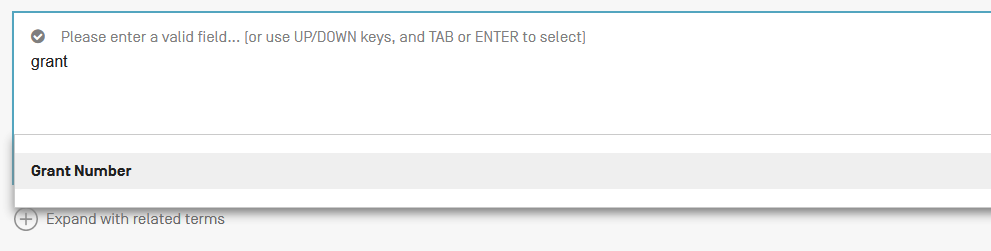 Please enter a valid field... [or use UP/DOWN keys, and TAB or ENTER to select]
grant
Grant Number
Expand with related terms